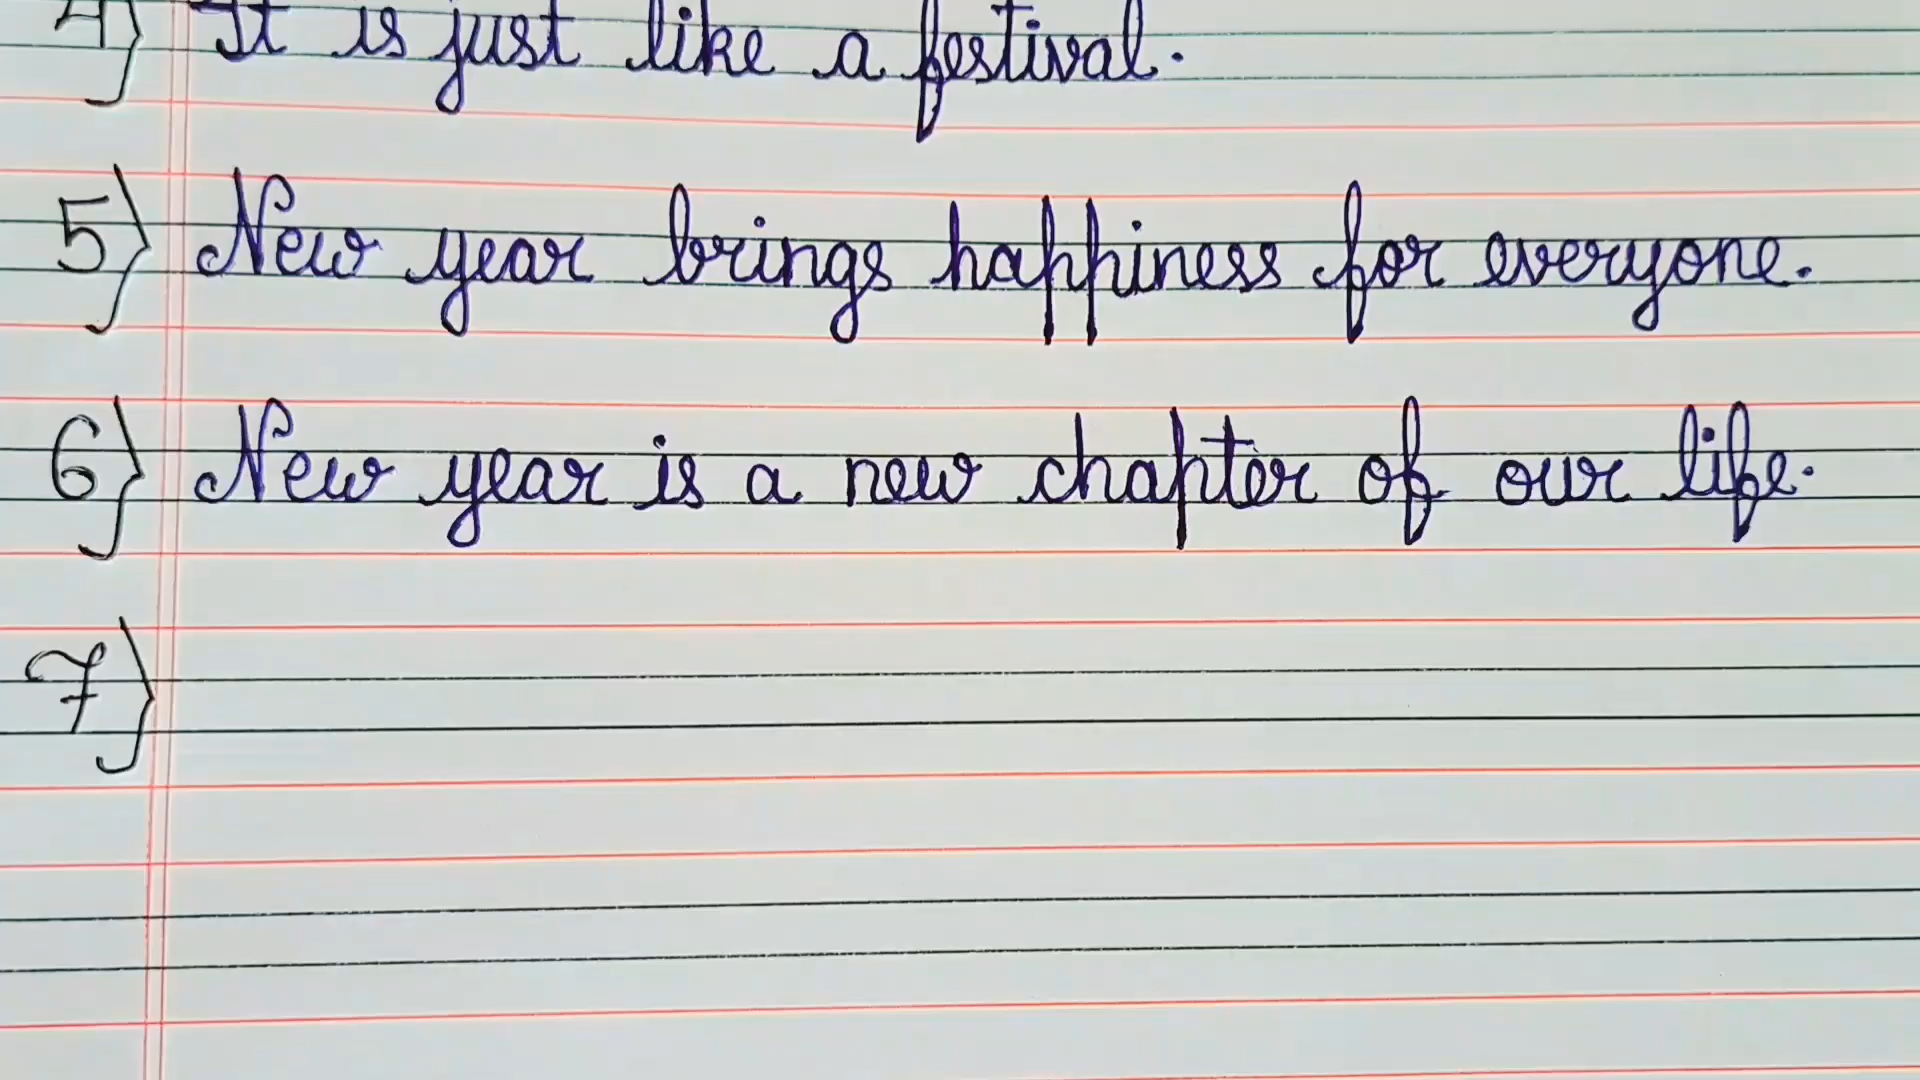 4) It is just like a festival.
5) New year brings happiness for everyone.
6) New year is a new chapter of our life.
7)